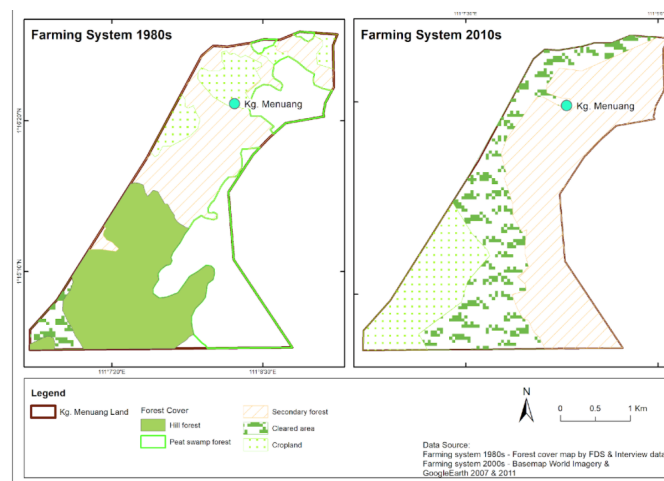 Farming System 1980s
Kg. Menuang
Farming System 2010s
Kg. Menuang
Legend
Kg. Menuang Land
Forest Cover
Hill forest
Peat swamp forest
Secondary forest
Cleared area
Cropland
N
0 0.5 1 Km
Data Source:
Farming system 1980s - Forest cover map by FDS & Interview data
Farming system 2000s - Basemap World Imagery &
GoogleEarth 2007 & 2011